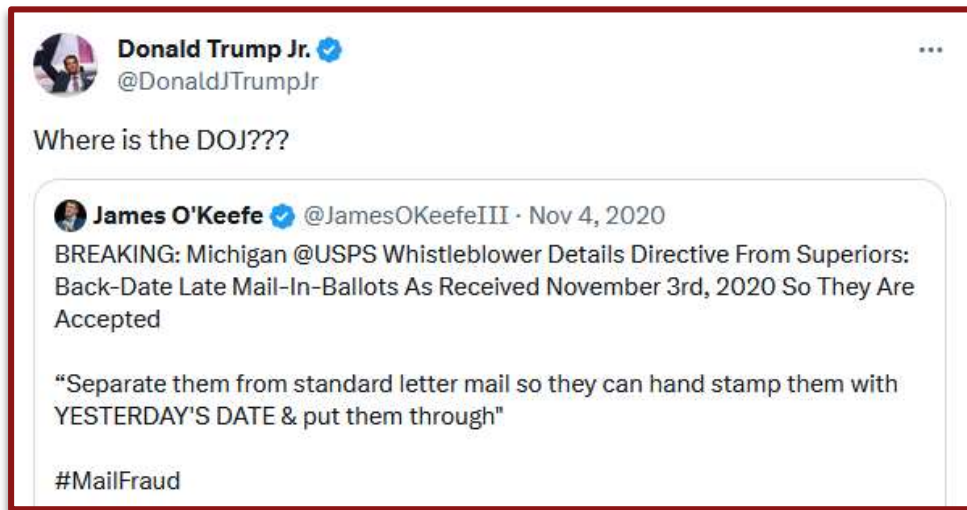 Donald Trump Jr.
@DonaldJTrumpJr
Where is the DOJ???
James O'Keefe @JamesOKeefeIII · Nov 4, 2020
BREAKING: Michigan @USPS Whistleblower Details Directive From Superiors:
Back-Date Late Mail-In-Ballots As Received November 3rd, 2020 So They Are
Accepted
“Separate them from standard letter mail so they can hand stamp them with
YESTERDAY'S DATE & put them through"
#MailFraud